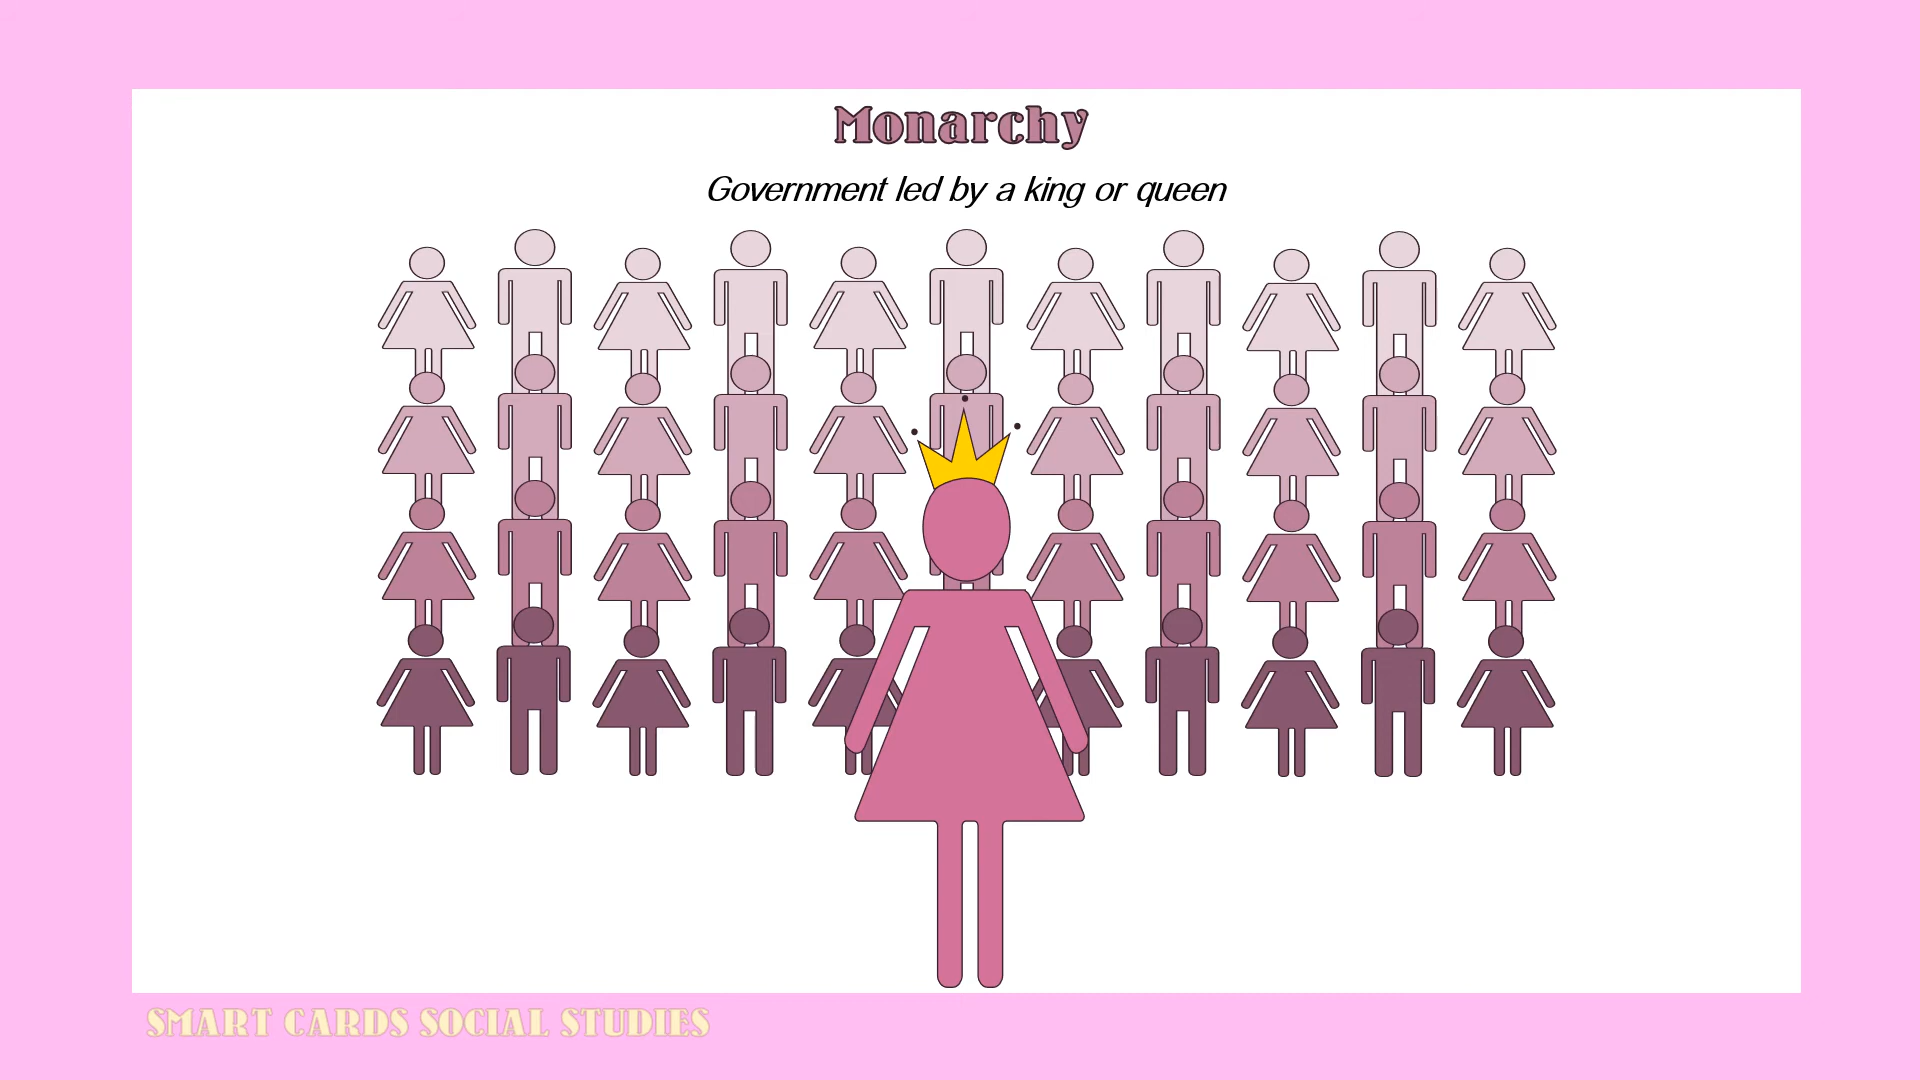 Monarchy
Government led by a king or queen
SMART CARDS SOCIAL STUDIES